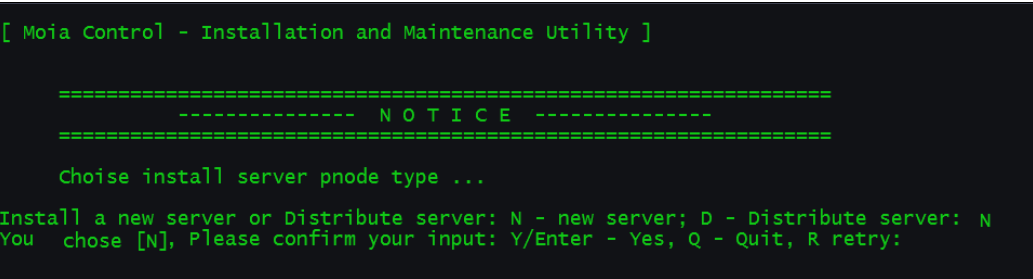 [ Moia Control - Installation and Maintenance Utility ]
=================================================================
--------------- N O T I C E ---------------
=================================================================
Choise install server pnode type ...
Install a new server or Distribute server: N - new server; D - Distribute server: N
You chose [N], Please confirm your input: Y/Enter - Yes, Q - Quit, R retry: